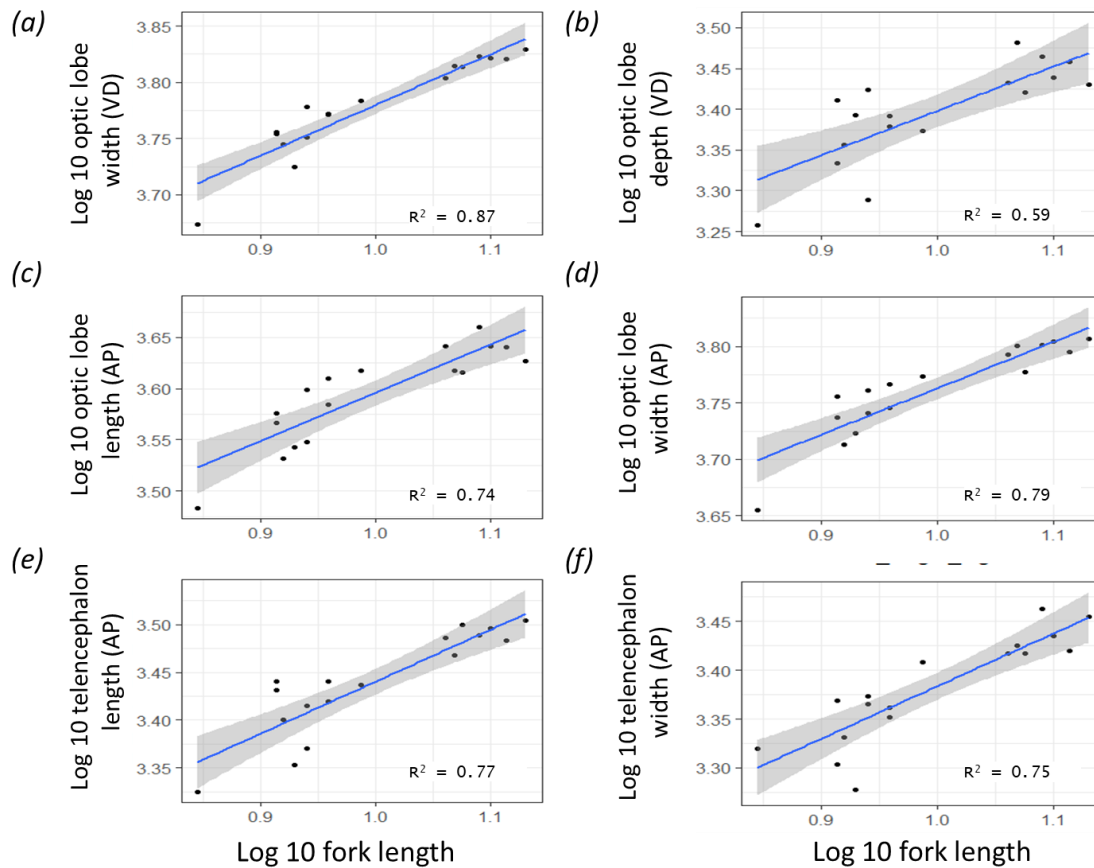 (a)
Log 10 optic lobe
width (VD)
3.85
3.80
3.75
3.70
R² = 0.87
0.9 1.0 1.1
(b)
Log 10 optic lobe
depth (VD)
3.50
3.45
3.40
3.35
3.30
3.25
R² = 0.59
0.9 1.0 1.1
(c)
Log 10 optic lobe
length (AP)
3.65
3.60
3.55
3.50
R² = 0.74
0.9 1.0 1.1
(d)
Log 10 optic lobe
width (AP)
3.80
3.75
3.70
3.65
R² = 0.79
0.9 1.0 1.1
(e)
Log 10 telencephalon
length (AP)
3.50
3.45
3.40
3.35
R² = 0.77
0.9 1.0 1.1
Log 10 fork length
(f)
Log 10 telencephalon
width (AP)
3.45
3.40
3.35
3.30
R² = 0.75
0.9 1.0 1.1
Log 10 fork length